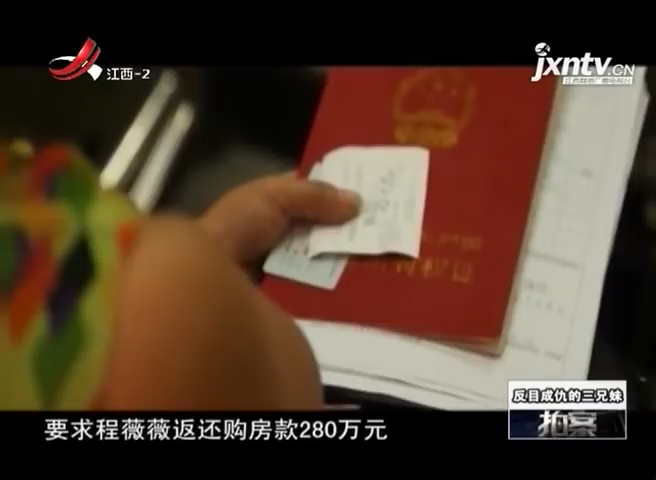 江西-2
jxntv.CN
江西网络广播电视台
权证
反目成仇的三兄妹
拍案
要求程薇薇返还购房款280万元